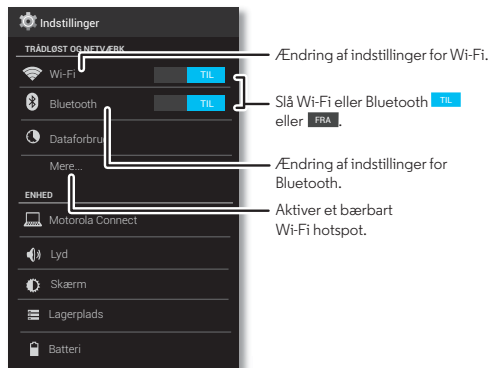 Indstillinger
TRÅDLØST OG NETVÆRK
Wi-Fi
TIL
Bluetooth
TIL
Dataforbru
Mere...
ENHED
Motorola Connect
Lyd
Skærm
Lagerplads
Batteri
Ændring af indstillinger for Wi-Fi.
Slå Wi-Fi eller Bluetooth TIL
eller FRA.
Ændring af indstillinger for
Bluetooth.
Aktiver et bærbart
Wi-Fi hotspot.